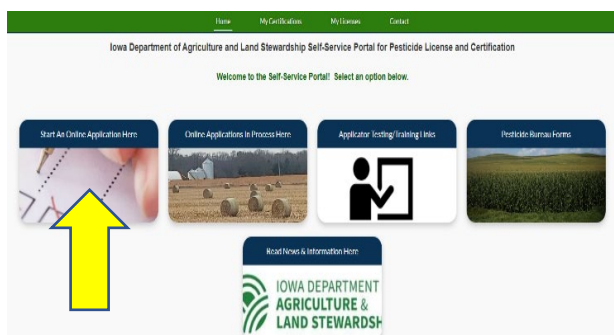 Home My Certifications My Licenses Contact
Iowa Department of Agriculture and Land Stewardship Self-Service Portal for Pesticide License and Certification
Welcome to the Self-Service Portal! Select an option below.
Start An Online Application Here Online Applications In Process Here Applicator Testing/Training Links Pesticide Bureau Forms
Read News & Information Here
IOWA DEPARTMENT
AGRICULTURE &
LAND STEWARDSH